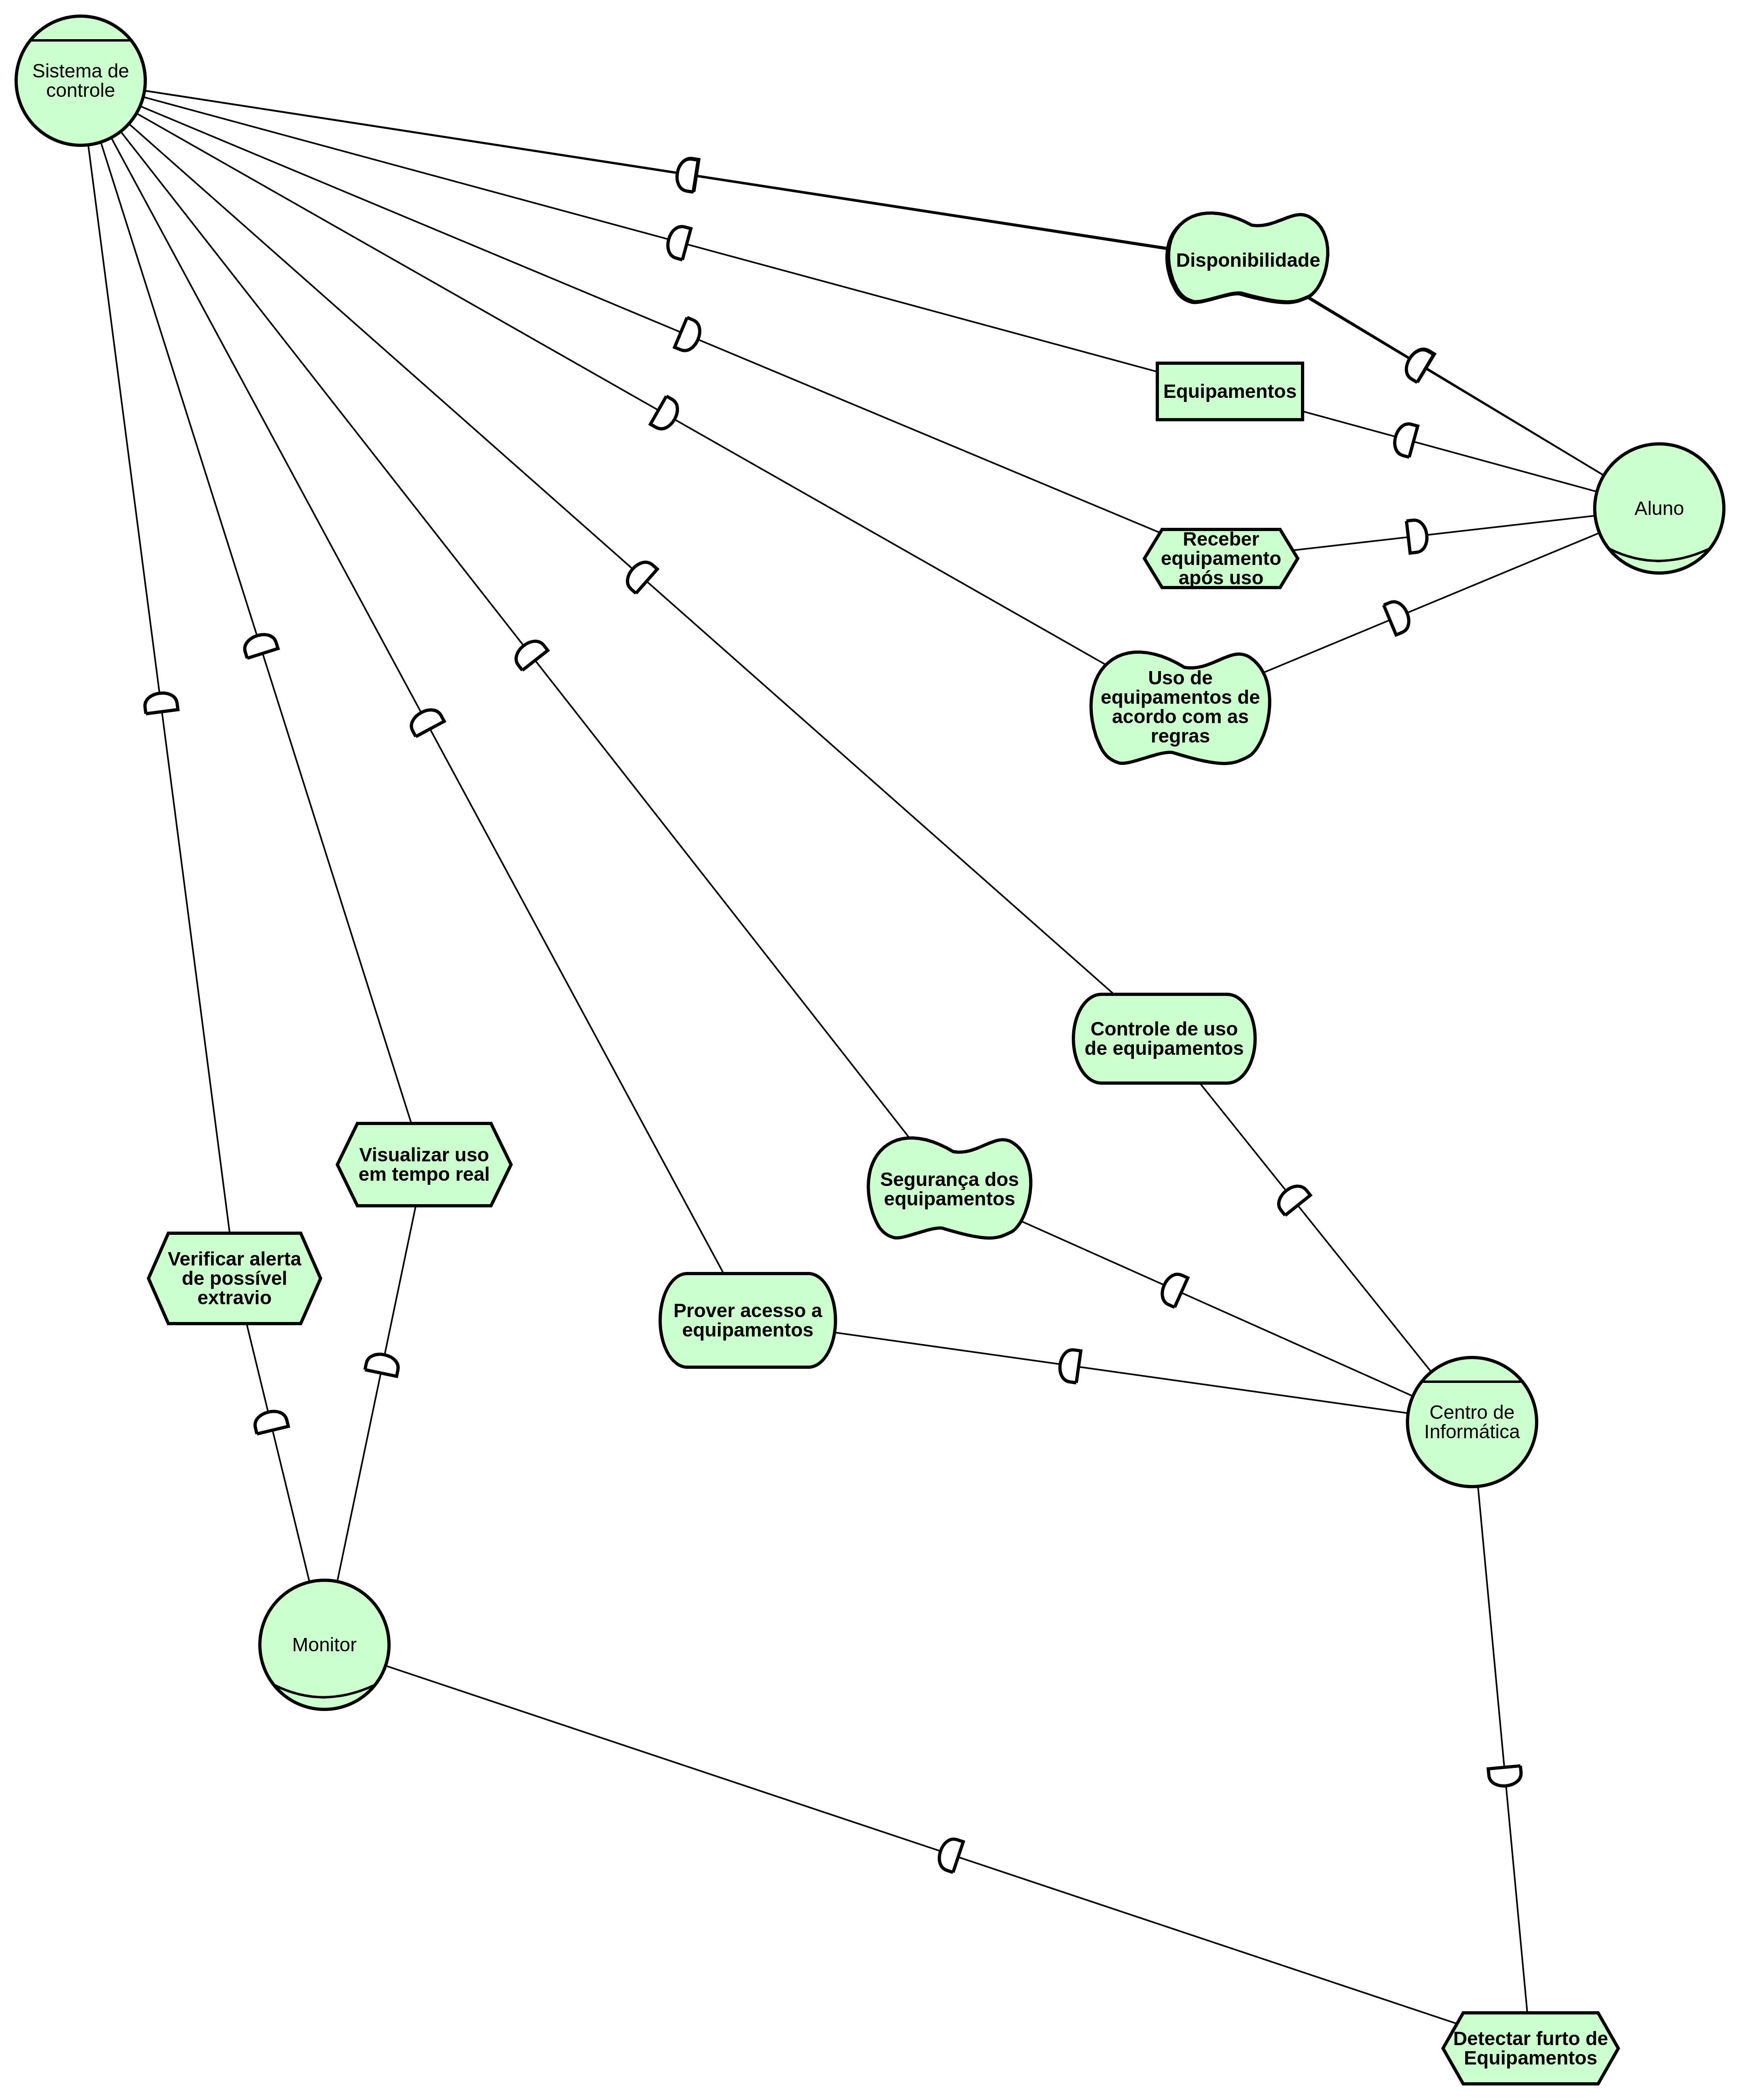 Sistema de
controle
Disponibilidade
Equipamentos
Aluno
Receber
equipamento
após uso
Uso de
equipamentos de
acordo com as
regras
Controle de uso
de equipamentos
Visualizar uso
em tempo real
Segurança dos
equipamentos
Verificar alerta
de possível
extravio
Prover acesso a
equipamentos
Centro de
Informática
Monitor
Detectar furto de
Equipamentos